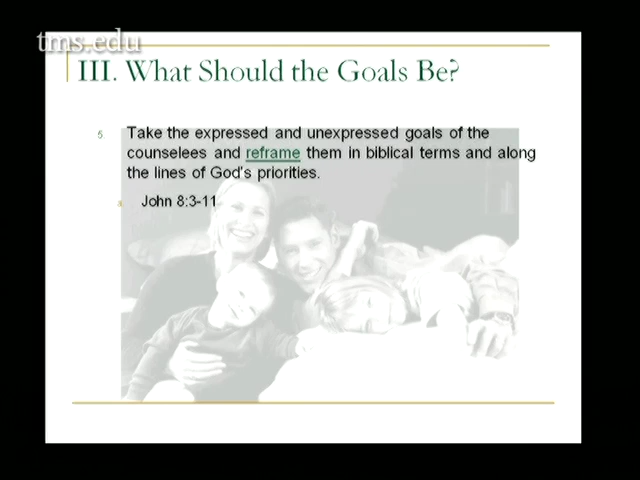 tms.edu
III. What Should the Goals Be?
5. Take the expressed and unexpressed goals of the
counselees and reframe them in biblical terms and along
the lines of God's priorities.
John 8:3-11